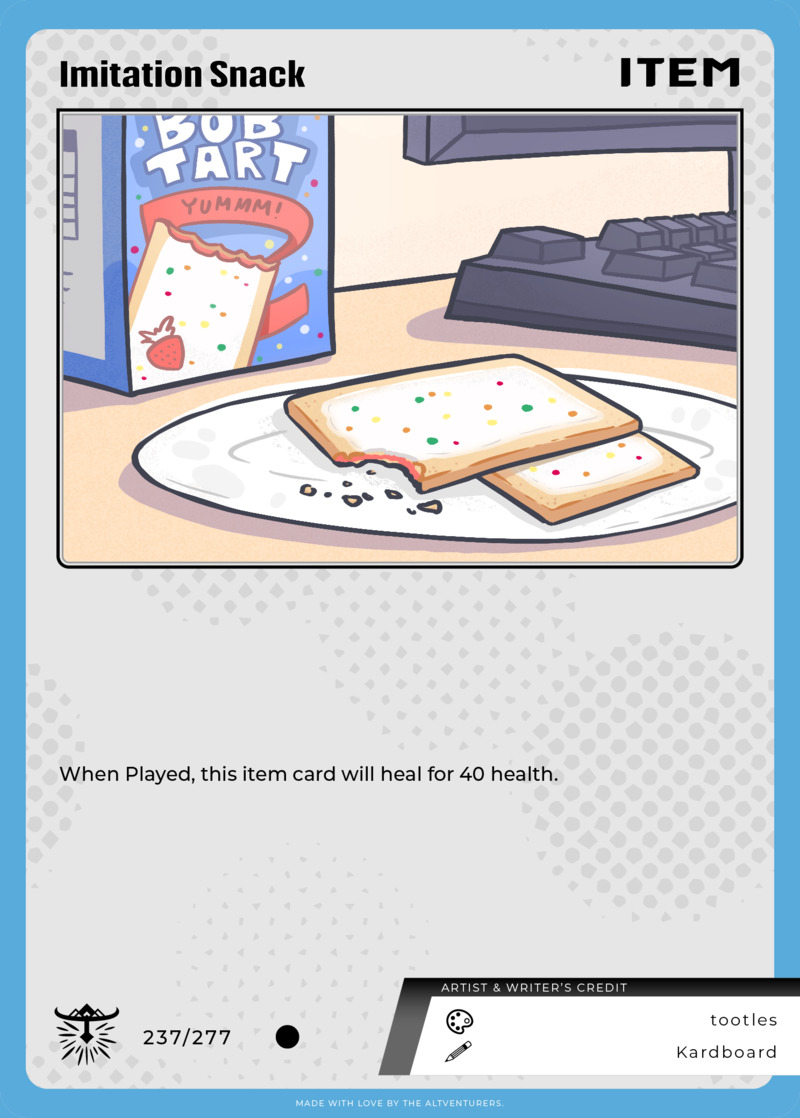 Imitation Snack
ITEM
BOB
TART
YUMMM!
When Played, this item card will heal for 40 health.
ARTIST & WRITER'S CREDIT
tootles
237/277
Kardboard
MADE WITH LOVE BY THE ALTVENTURERS.